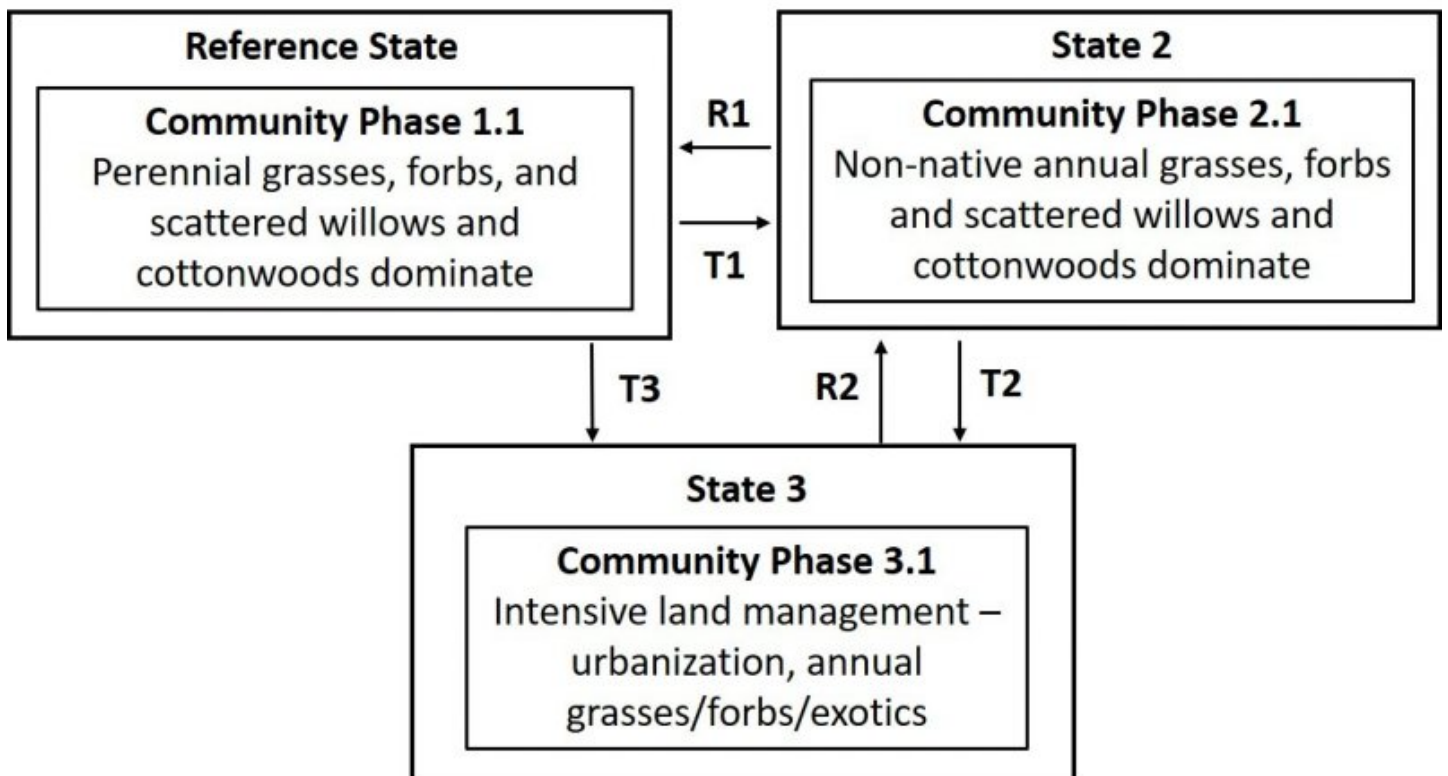 Reference State
Community Phase 1.1
Perennial grasses, forbs, and
scattered willows and
cottonwoods dominate
R1
T1
State 2
Community Phase 2.1
Non-native annual grasses, forbs
and scattered willows and
cottonwoods dominate
T3
R2
T2
State 3
Community Phase 3.1
Intensive land management –
urbanization, annual
grasses/forbs/exotics